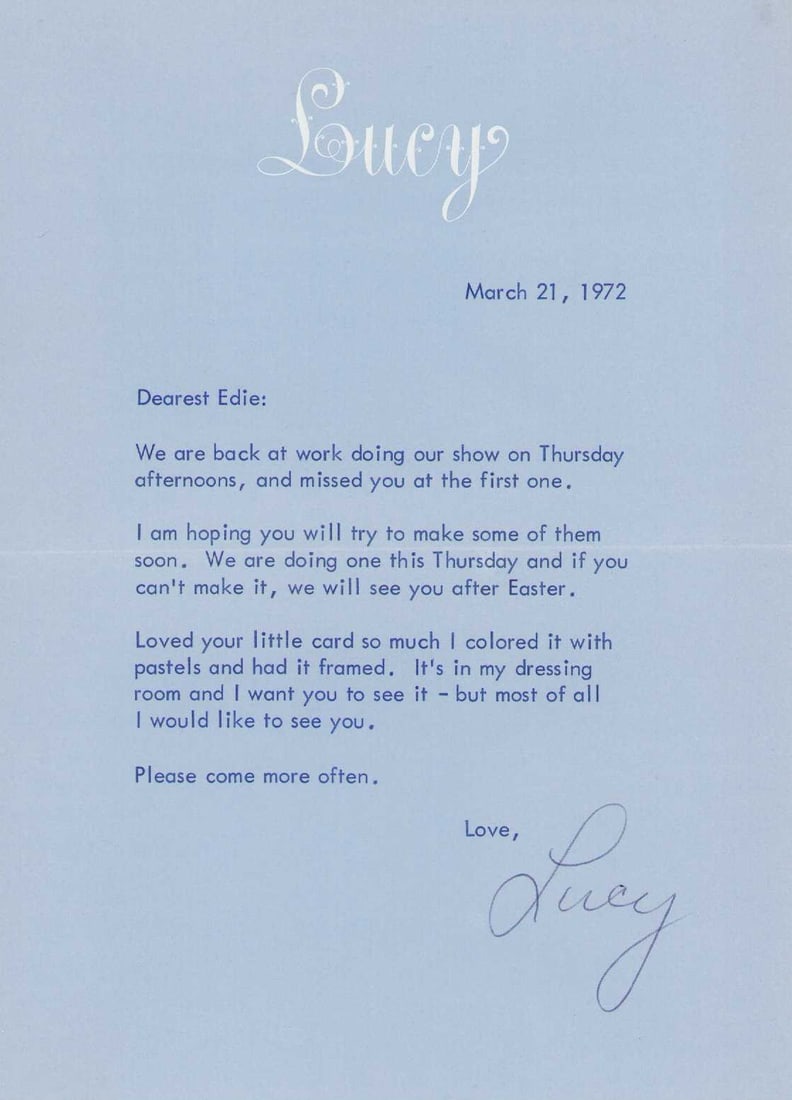 Lucy
March 21, 1972
Dearest Edie:
We are back at work doing our show on Thursday
afternoons, and missed you at the first one.
I am hoping you will try to make some of them
soon. We are doing one this Thursday and if you
can't make it, we will see you after Easter.
Loved your little card so much I colored it with
pastels and had it framed. It's in my dressing
room and I want you to see it - but most of all
I would like to see you.
Please come more often.
Love,
Lucy